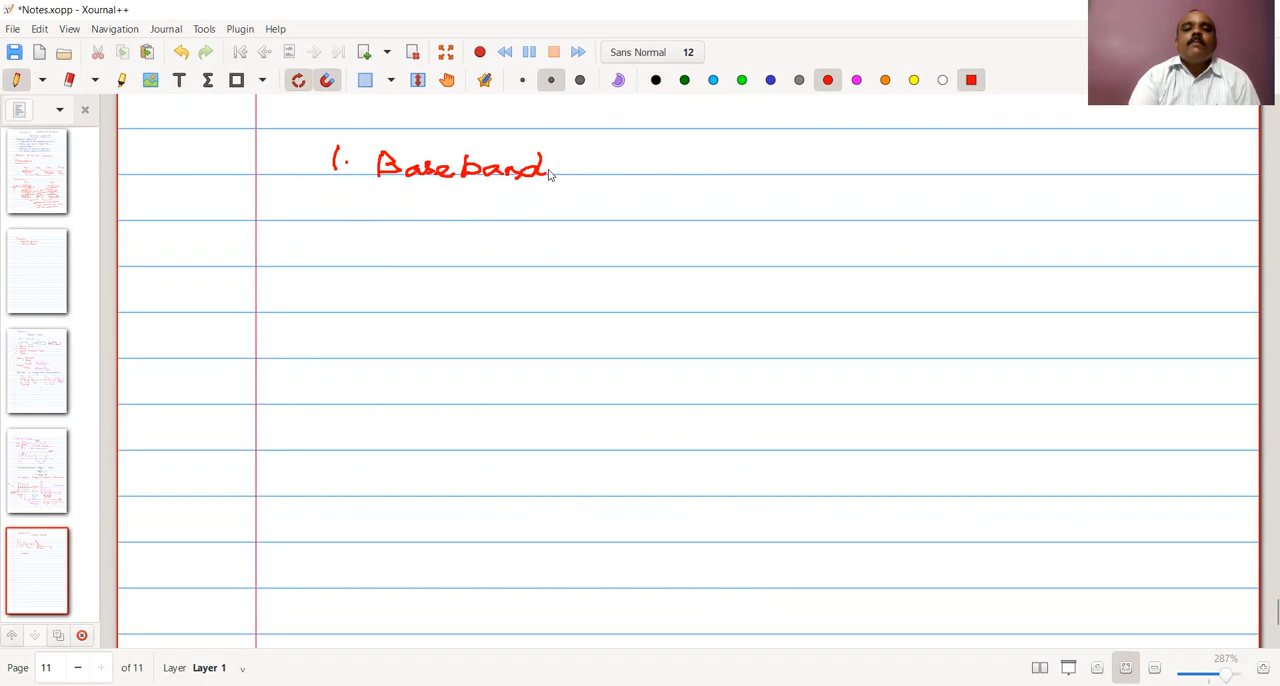 *Notes.xopp - Xournal++
File Edit View Navigation Journal Tools Plugin Help
Sans Normal 12
1. Baseband
Page 11 of 11 Layer Layer 1
287%